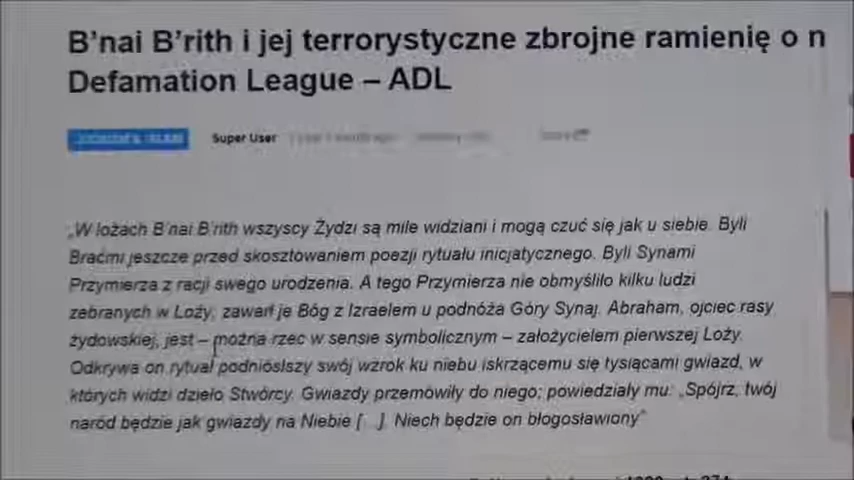 B'nai B'rith i jej terrorystyczne zbrojne ramienię o n
Defamation League – ADL
Super User
„W lożach B'nai B'rith wszyscy Żydzi są mile widziani i mogą czuć się jak u siebie. Byli
Braćmi jeszcze przed skosztowaniem poezji rytuału inicjatycznego. Byli Synami
Przymierza z racji swego urodzenia. A tego Przymierza nie obmyśliło kilku ludzi
zebranych w Loży; zawarł je Bóg z Izraelem u podnóża Góry Synaj. Abraham, ojciec rasy
żydowskiej, jest – można rzec w sensie symbolicznym – założycielem pierwszej Loży.
Odkrywa on rytuał podniósłszy swój wzrok ku niebu iskrzącemu się tysiącami gwiazd, w
których widzi dzieło Stwórcy. Gwiazdy przemówiły do niego; powiedziały mu: „Spójrz, twój
naród będzie jak gwiazdy na Niebie [...]. Niech będzie on błogosławiony"